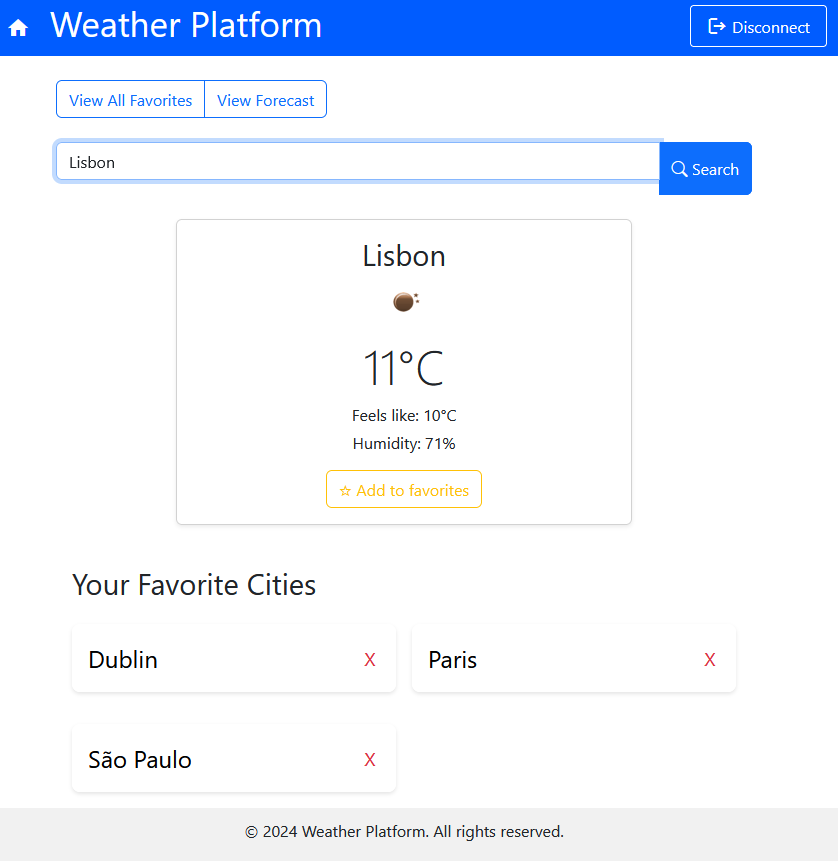 Weather Platform
Disconnect
View All Favorites
View Forecast
Lisbon
Search
Lisbon
11°C
Feels like: 10°C
Humidity: 71%
☆ Add to favorites
Your Favorite Cities
Dublin X
Paris X
São Paulo X
© 2024 Weather Platform. All rights reserved.